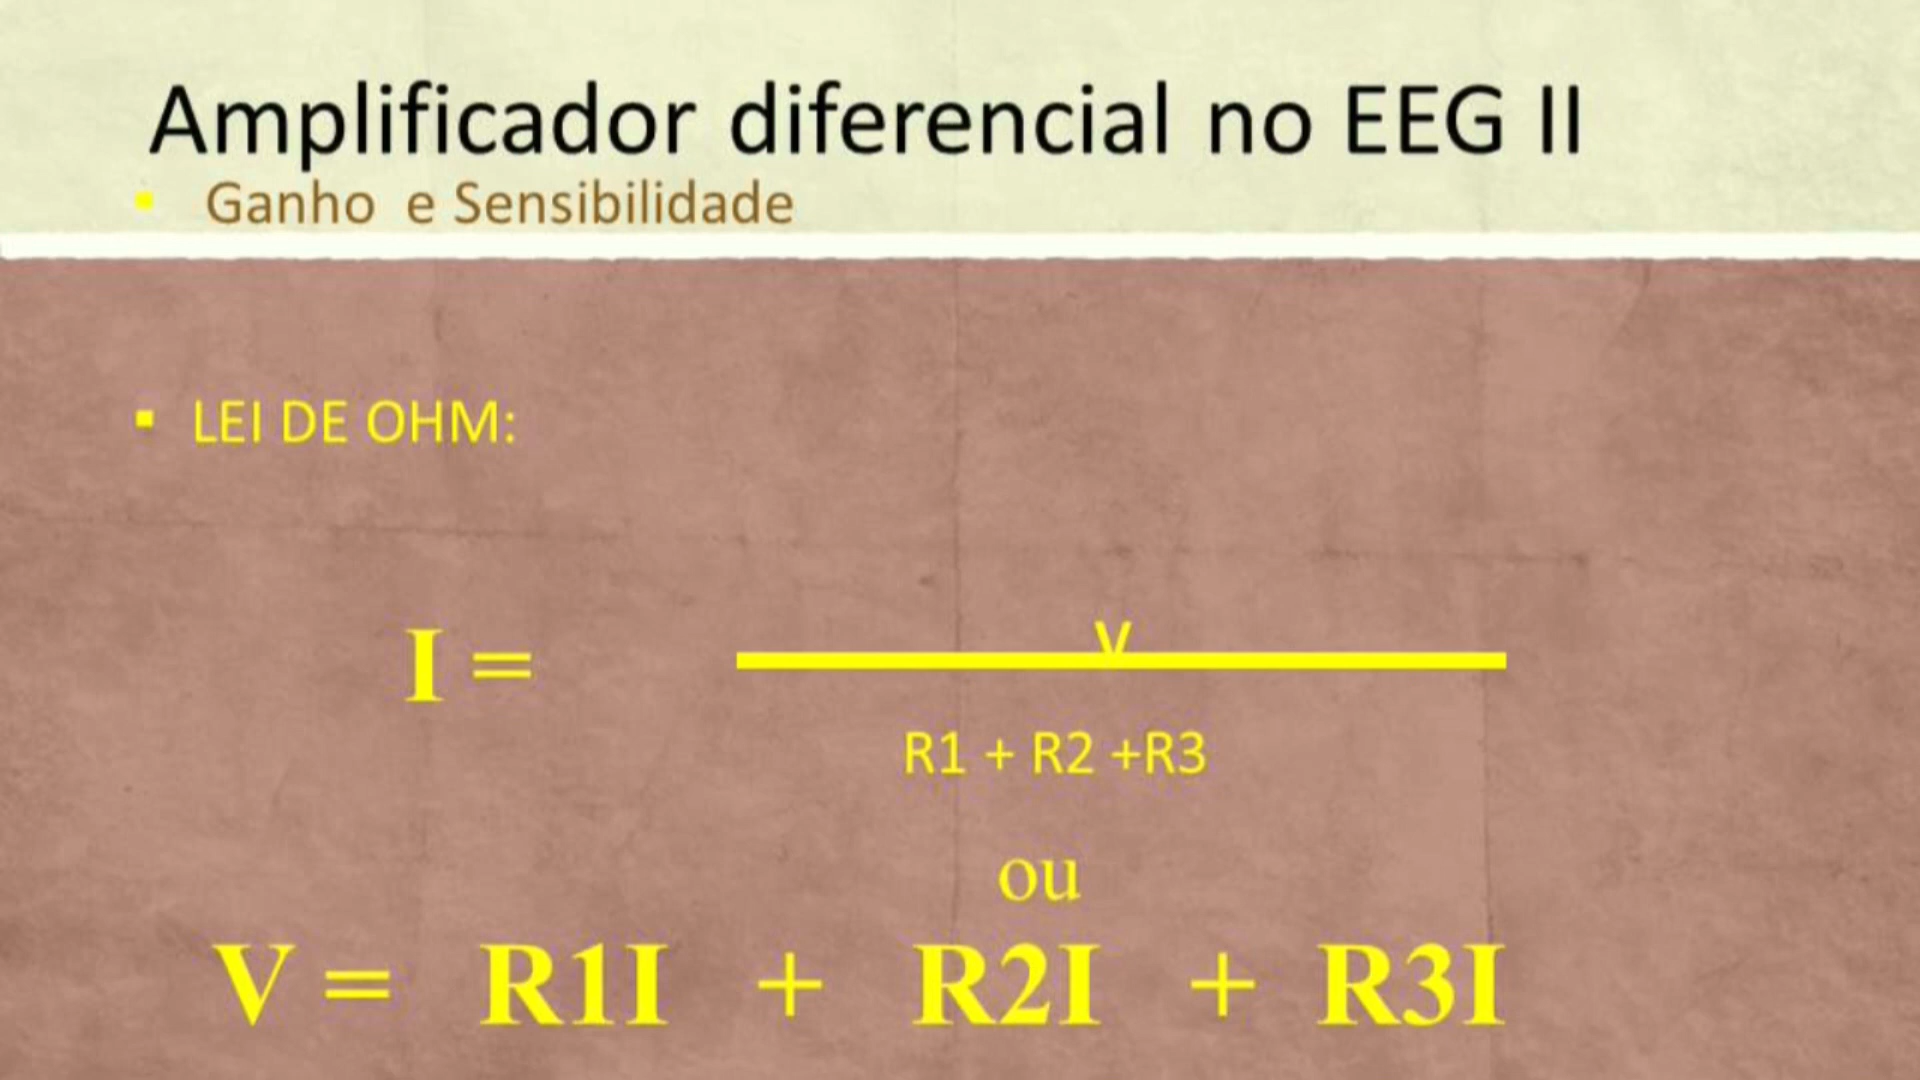 Amplificador diferencial no EEG II
▪ Ganho e Sensibilidade
▪ LEI DE OHM:
V
I =
R1 + R2 +R3
ou
V = R1I + R2I + R3I